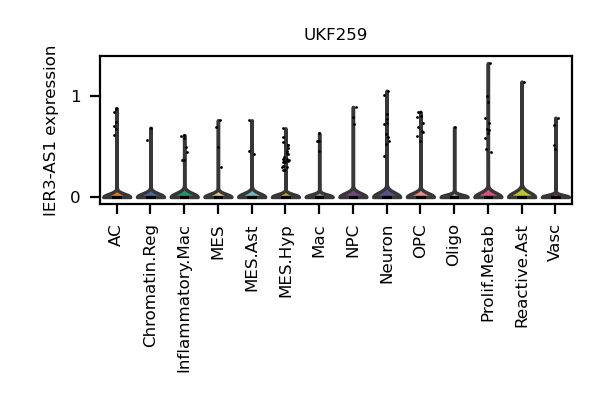 UKF259
IER3-AS1 expression
1
0
AC
Chromatin.Reg
Inflammatory.Mac
MES
MES.Ast
MES.Hyp
Mac
NPC
Neuron
OPC
Oligo
Prolif.Metab
Reactive.Ast
Vasc